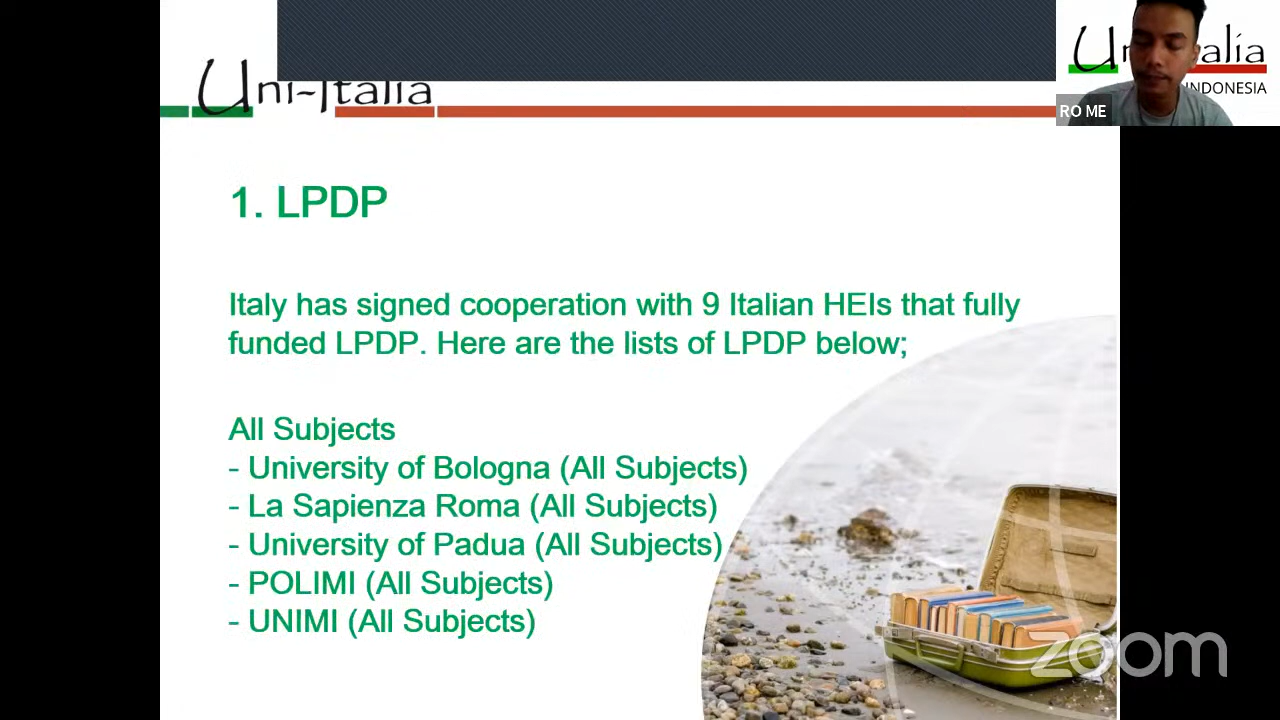 Uni-Italia
Uni-Italia
INDONESIA
RO ME
1. LPDP
Italy has signed cooperation with 9 Italian HEIs that fully
funded LPDP. Here are the lists of LPDP below;
All Subjects
- University of Bologna (All Subjects)
- La Sapienza Roma (All Subjects)
- University of Padua (All Subjects)
- POLIMI (All Subjects)
- UNIMI (All Subjects)
zoom